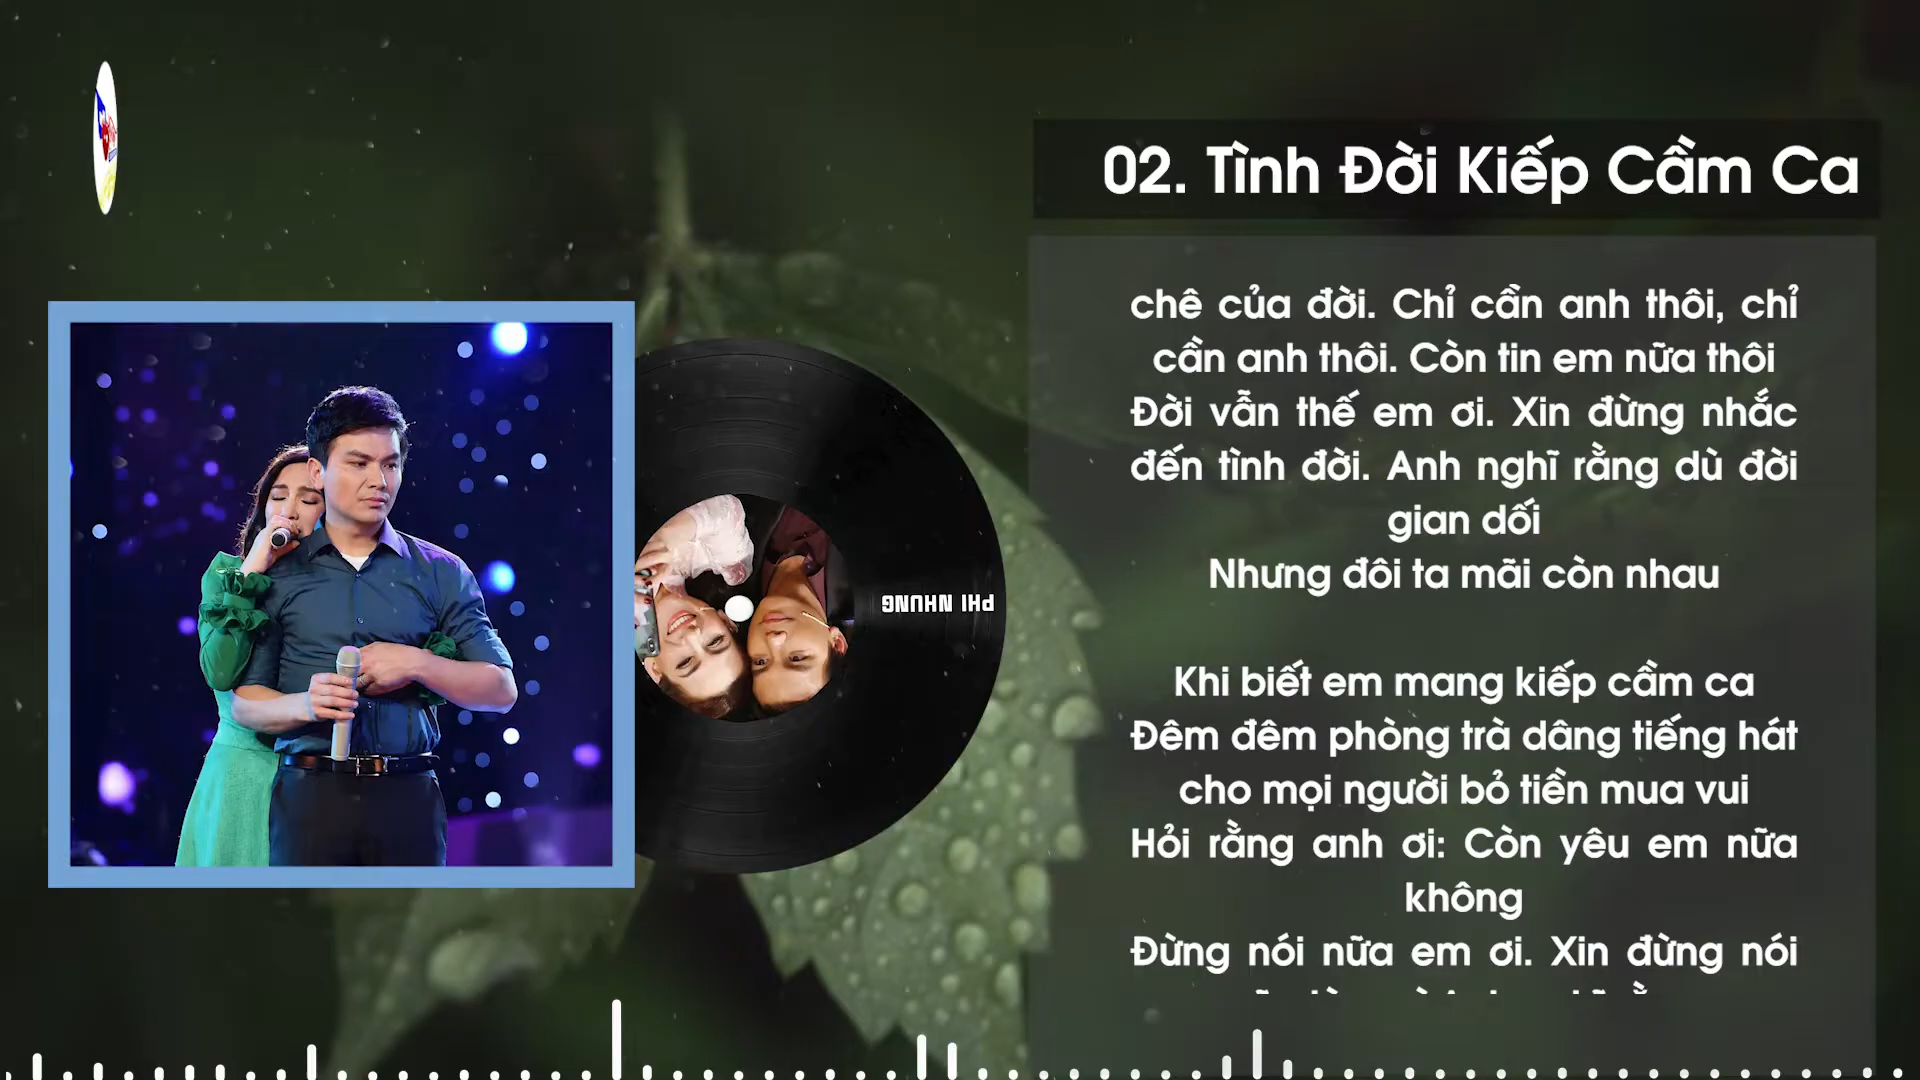 02. Tình Đời Kiếp Cầm Ca
chê của đời. Chỉ cần anh thôi, chỉ
cần anh thôi. Còn tin em nữa thôi
Đời vẫn thế em ơi. Xin đừng nhắc
đến tình đời. Anh nghĩ rằng dù đời
gian dối
Nhưng đôi ta mãi còn nhau
Khi biết em mang kiếp cầm ca
Đêm đêm phòng trà dâng tiếng hát
cho mọi người bỏ tiền mua vui
Hỏi rằng anh ơi: Còn yêu em nữa
không
Đừng nói nữa em ơi. Xin đừng nói
PHI NHUNG